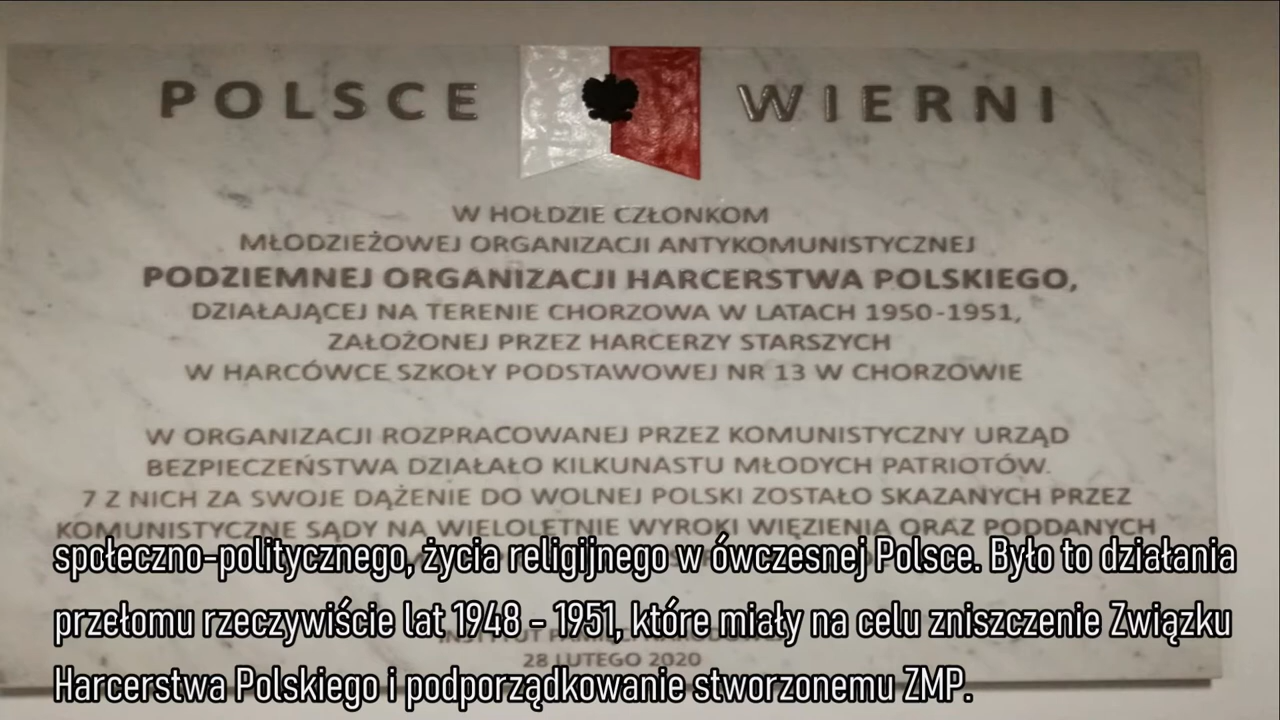 POLSCE WIERNI
W HOŁDZIE CZŁONKOM
MŁODZIEŻOWEJ ORGANIZACJI ANTYKOMUNISTYCZNEJ
PODZIEMNEJ ORGANIZACJI HARCERSTWA POLSKIEGO,
DZIAŁAJĄCEJ NA TERENIE CHORZOWA W LATACH 1950-1951,
ZAŁOŻONEJ PRZEZ HARCERZY STARSZYCH
W HARCÓWCE SZKOŁY PODSTAWOWEJ NR 13 W CHORZOWIE
W ORGANIZACJI ROZPRACOWANEJ PRZEZ KOMUNISTYCZNY URZĄD
BEZPIECZEŃSTWA DZIAŁAŁO KILKUNASTU MŁODYCH PATRIOTÓW.
7 Z NICH ZA SWOJE DĄŻENIE DO WOLNEJ POLSKI ZOSTAŁO SKAZANYCH PRZEZ
KOMUNISTYCZNE SĄDY NA WIELOLETNIE WYROKI WIĘZIENIA ORAZ PODDANYCH
społeczno-politycznego, życia religijnego w ówczesnej Polsce. Było to działania
przełomu rzeczywiście lat 1948 - 1951, które miały na celu zniszczenie Związku
28 LUTEGO 2020
Harcerstwa Polskiego i podporządkowanie stworzonemu ZMP.